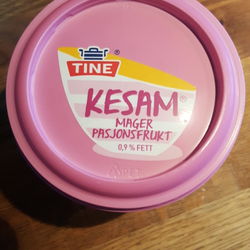 TINE®
KESAM®
MAGER
PASJONSFRUKT
0,9 % FETT